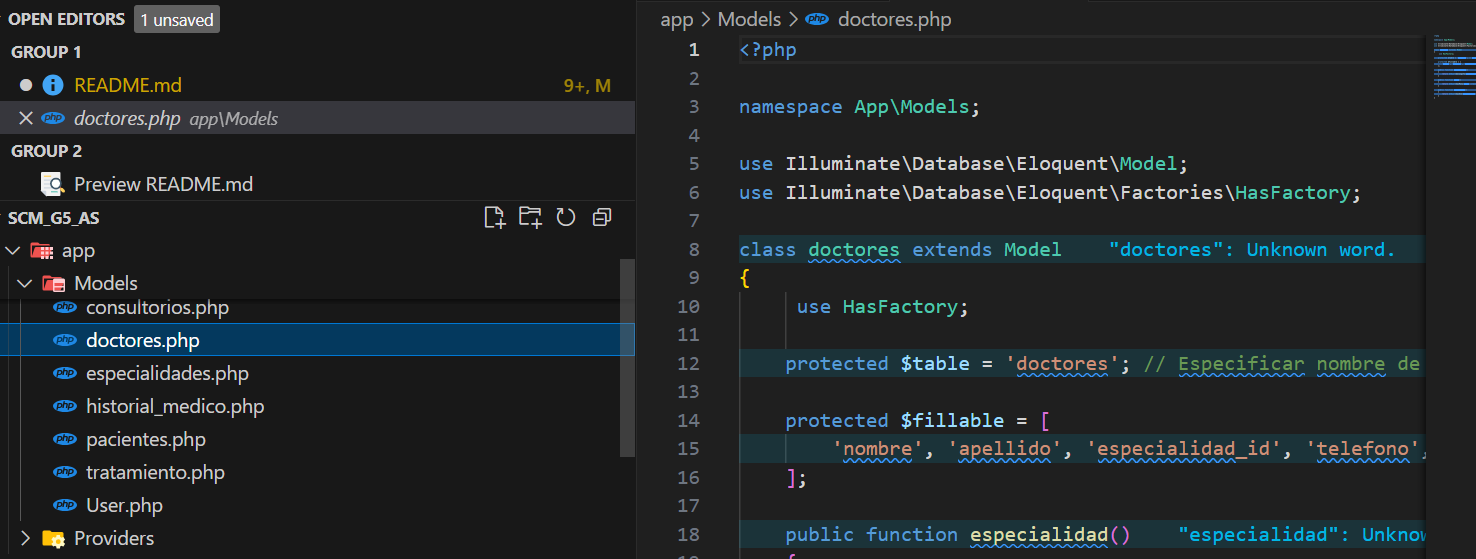 OPEN EDITORS 1 unsaved
GROUP 1
README.md 9+, M
doctores.php app\Models
GROUP 2
Preview README.md
SCM_G5_AS
app
Models
consultorios.php
doctores.php
especialidades.php
historial_medico.php
pacientes.php
tratamiento.php
User.php
Providers
app > Models > doctores.php
1 <?php
2
3 namespace App\Models;
4
5 use Illuminate\Database\Eloquent\Model;
6 use Illuminate\Database\Eloquent\Factories\HasFactory;
7
8 class doctores extends Model "doctores": Unknown word.
9 {
10 use HasFactory;
11
12 protected $table = 'doctores'; // Especificar nombre de
13
14 protected $fillable = [
15 'nombre', 'apellido', 'especialidad_id', 'telefono',
16 ];
17
18 public function especialidad() "especialidad":